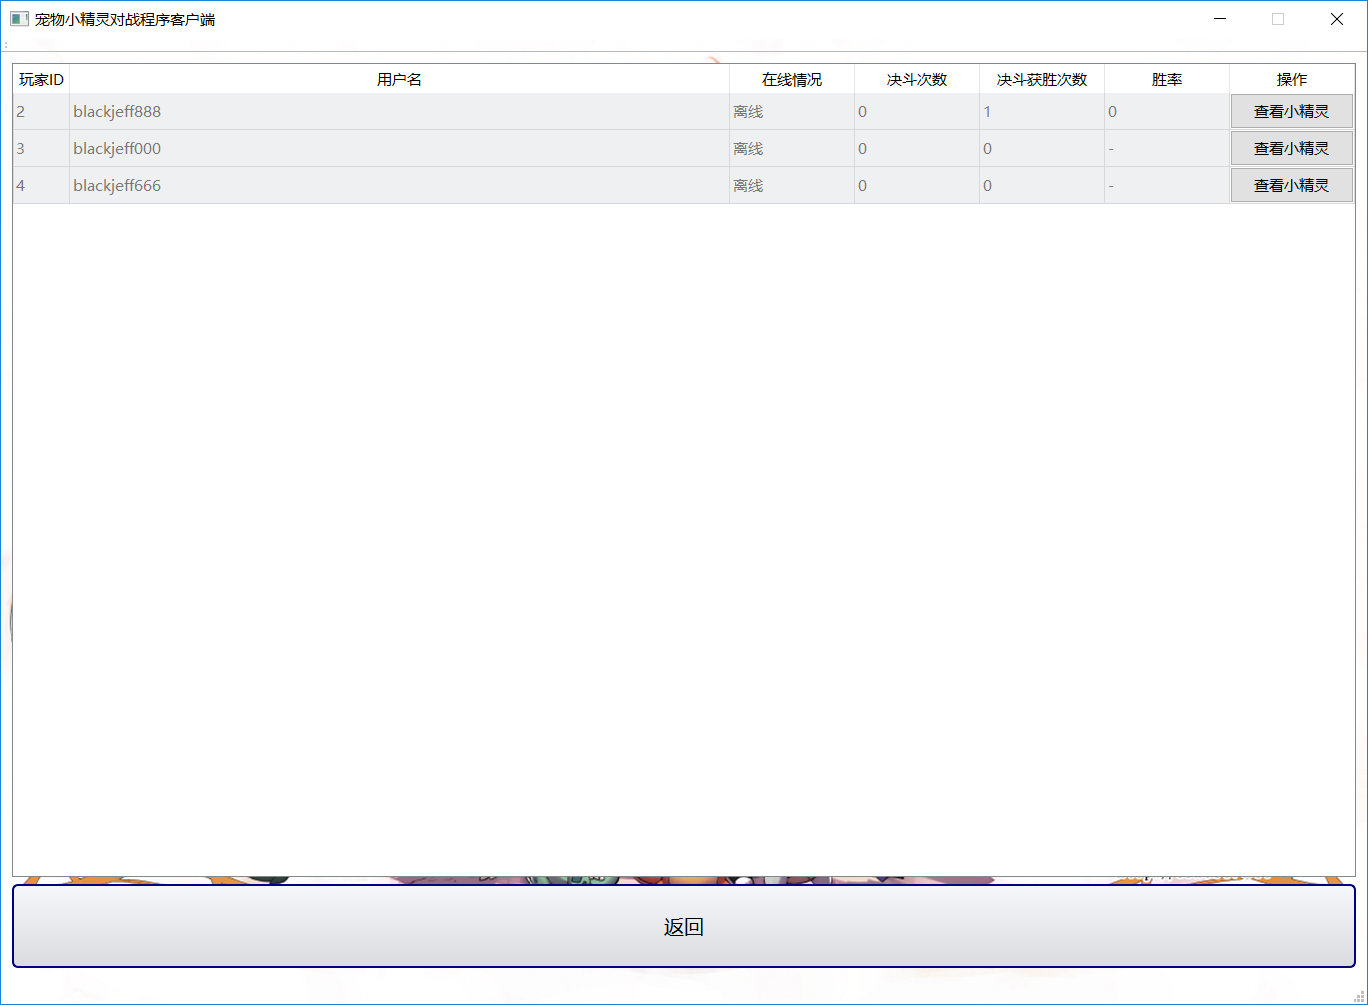 宠物小精灵对战程序客户端
玩家ID 用户名 在线情况 决斗次数 决斗获胜次数 胜率 操作
2 blackjeff888 离线 0 1 0 查看小精灵
3 blackjeff000 离线 0 0 - 查看小精灵
4 blackjeff666 离线 0 0 - 查看小精灵
返回